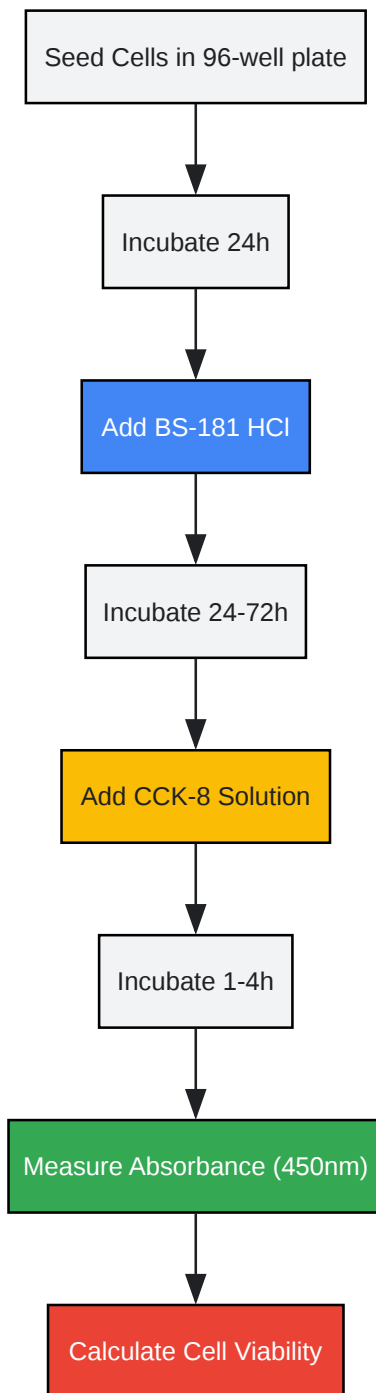 Seed Cells in 96-well plate
Incubate 24h
Add BS-181 HCl
Incubate 24-72h
Add CCK-8 Solution
Incubate 1-4h
Measure Absorbance (450nm)
Calculate Cell Viability